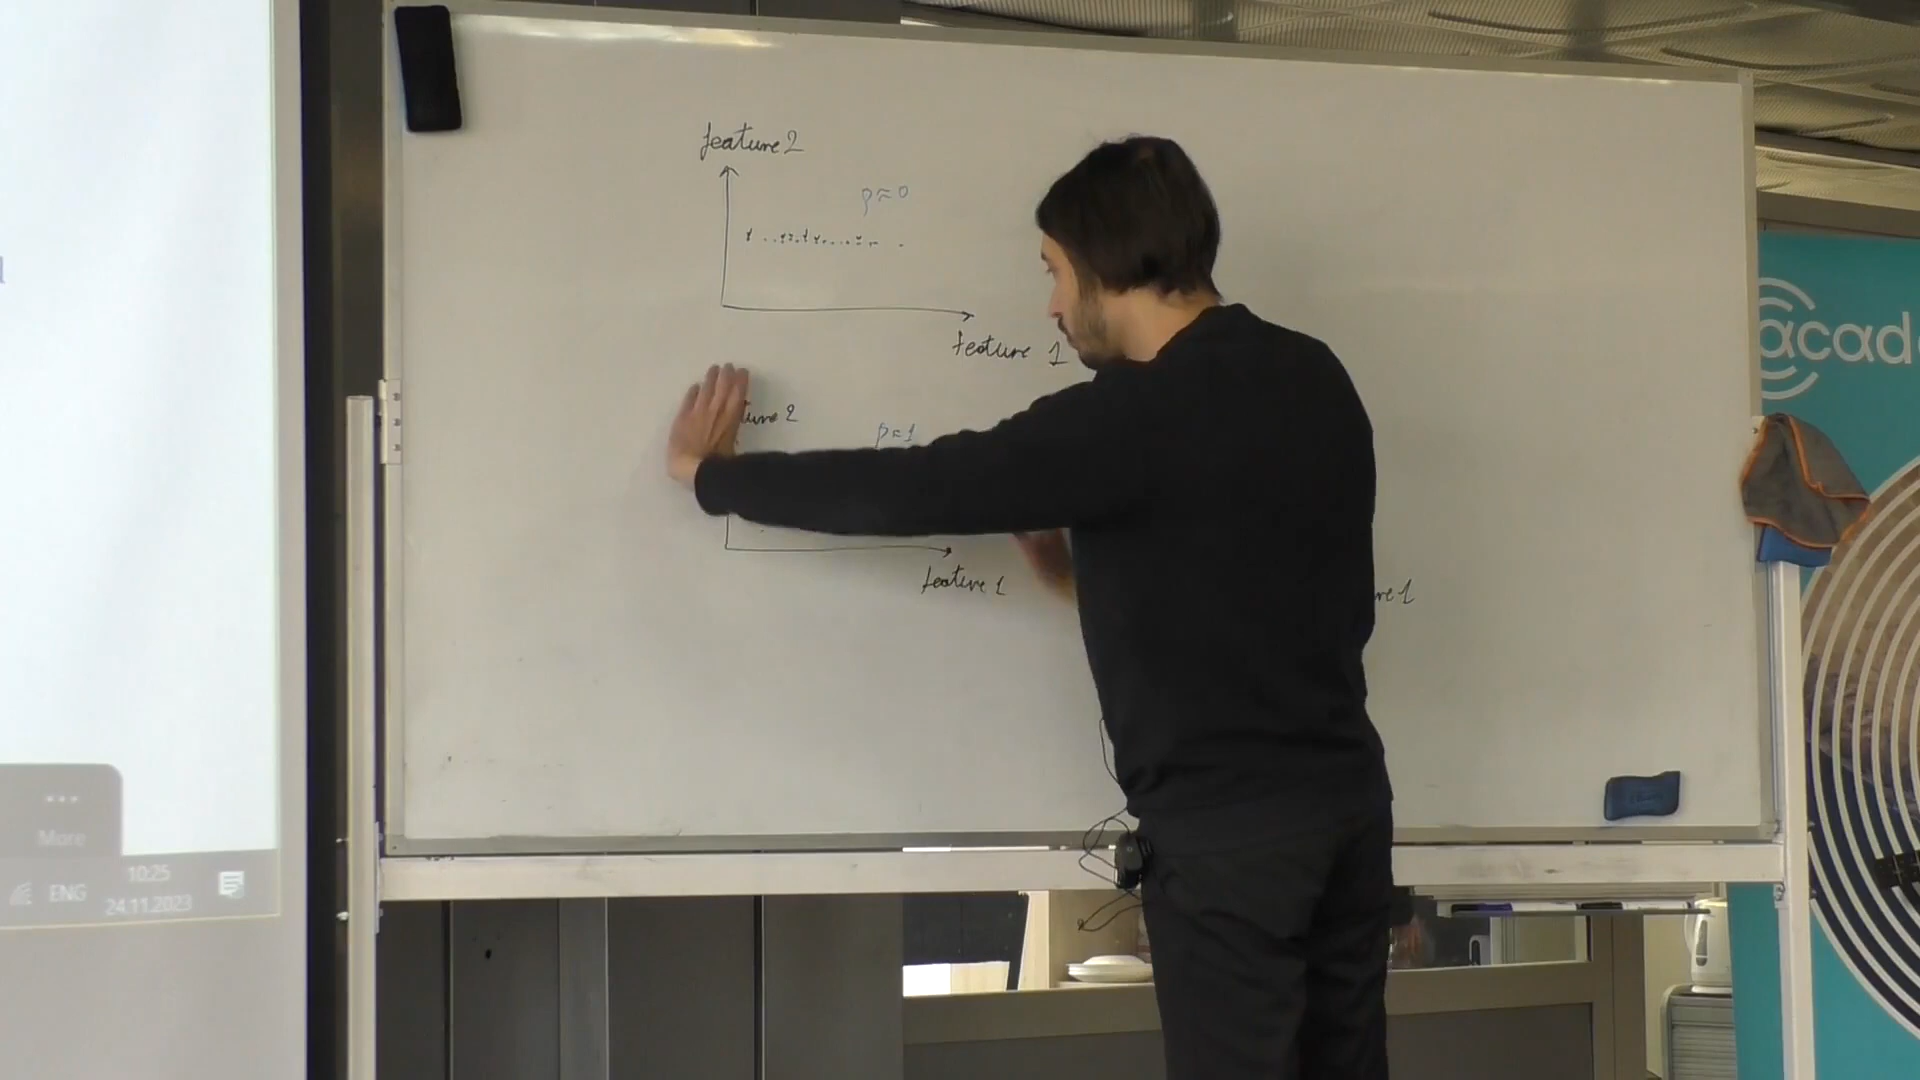 feature 2
p ≈ 0
feature 1
ture 2
p ≈ 1
feature 1
re 1
acad
More
10:25
ENG
24.11.2023